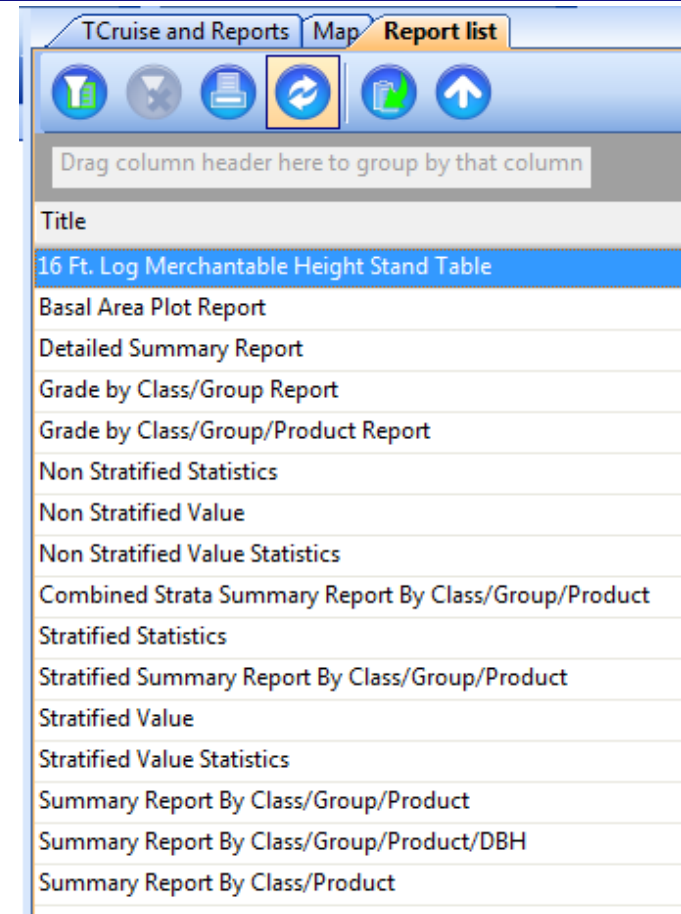 TCruise and Reports Map Report list
Drag column header here to group by that column
Title
16 Ft. Log Merchantable Height Stand Table
Basal Area Plot Report
Detailed Summary Report
Grade by Class/Group Report
Grade by Class/Group/Product Report
Non Stratified Statistics
Non Stratified Value
Non Stratified Value Statistics
Combined Strata Summary Report By Class/Group/Product
Stratified Statistics
Stratified Summary Report By Class/Group/Product
Stratified Value
Stratified Value Statistics
Summary Report By Class/Group/Product
Summary Report By Class/Group/Product/DBH
Summary Report By Class/Product